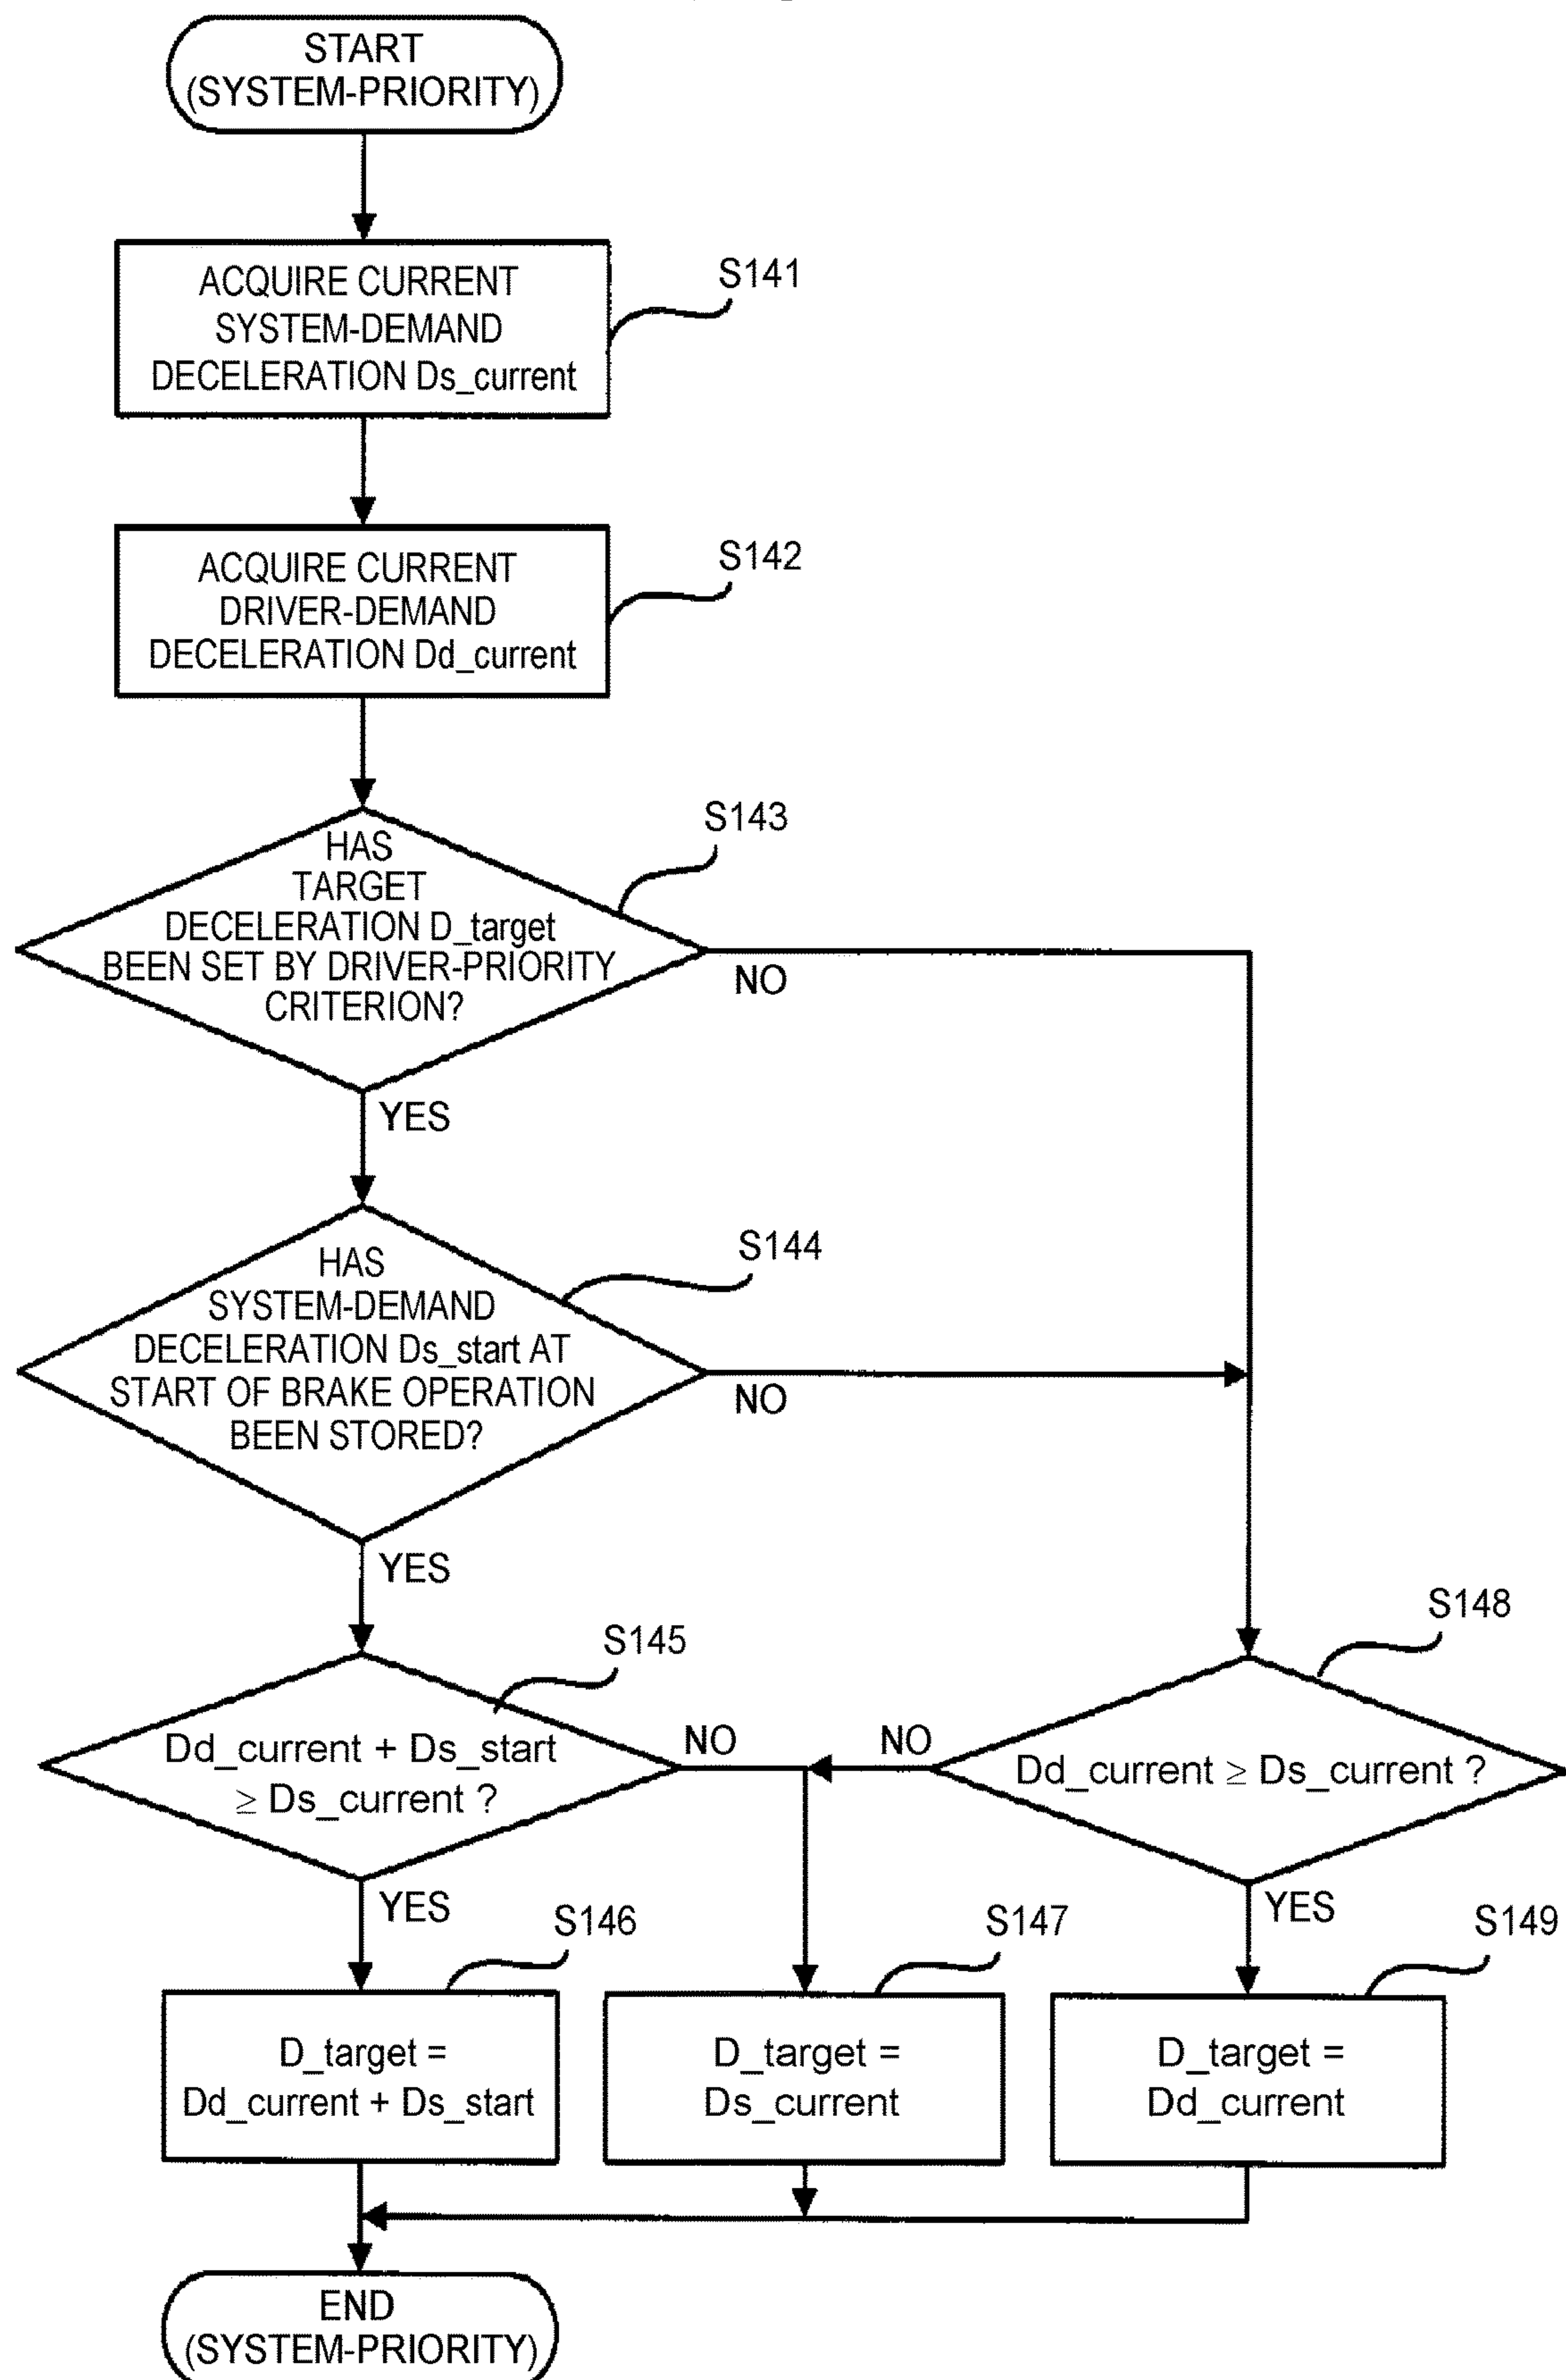 START
(SYSTEM-PRIORITY)
ACQUIRE CURRENT
SYSTEM-DEMAND
DECELERATION Ds_current
S141
ACQUIRE CURRENT
DRIVER-DEMAND
DECELERATION Dd_current
S142
HAS
TARGET
DECELERATION D_target
BEEN SET BY DRIVER-PRIORITY
CRITERION?
S143
NO
YES
HAS
SYSTEM-DEMAND
DECELERATION Ds_start AT
START OF BRAKE OPERATION
BEEN STORED?
S144
NO
YES
Dd_current + Ds_start
≥ Ds_current ?
S145
NO
YES
Dd_current ≥ Ds_current ?
S148
NO
YES
D_target =
Dd_current + Ds_start
S146
D_target =
Ds_current
S147
D_target =
Dd_current
S149
END
(SYSTEM-PRIORITY)